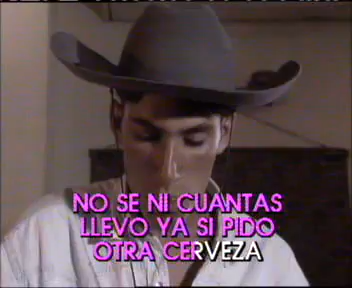 NO SE NI CUANTAS
LLEVO YA SI PIDO
OTRA CERVEZA